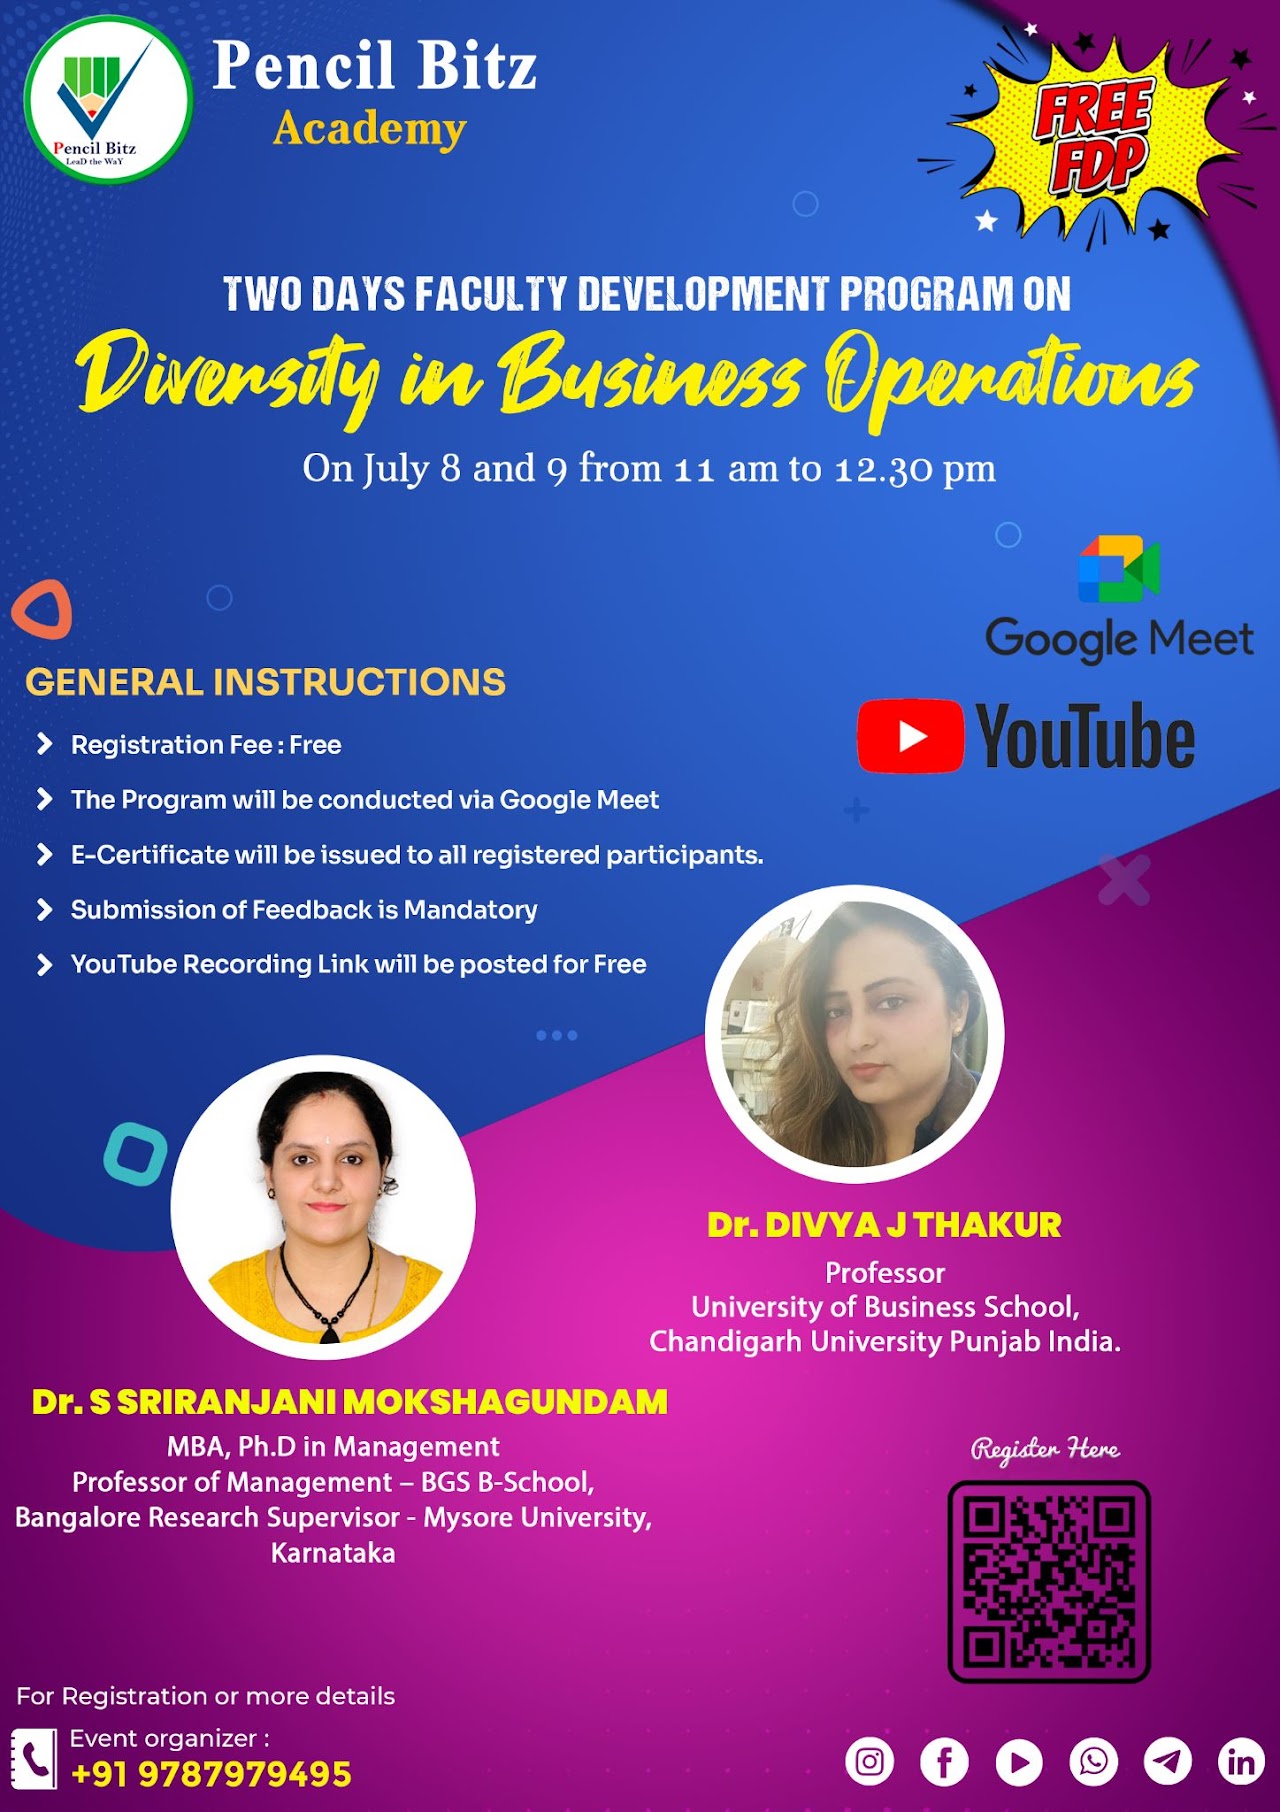 Pencil Bitz
LeaD the WaY
Pencil Bitz
Academy
FREE
FDP
TWO DAYS FACULTY DEVELOPMENT PROGRAM ON
Diversity in Business Operations
On July 8 and 9 from 11 am to 12.30 pm
Google Meet
YouTube
GENERAL INSTRUCTIONS
Registration Fee : Free
The Program will be conducted via Google Meet
E-Certificate will be issued to all registered participants.
Submission of Feedback is Mandatory
YouTube Recording Link will be posted for Free
Dr. DIVYA J THAKUR
Professor
University of Business School,
Chandigarh University Punjab India.
Dr. S SRIRANJANI MOKSHAGUNDAM
MBA, Ph.D in Management
Professor of Management – BGS B-School,
Bangalore Research Supervisor - Mysore University,
Karnataka
Register Here
For Registration or more details
Event organizer :
+91 9787979495